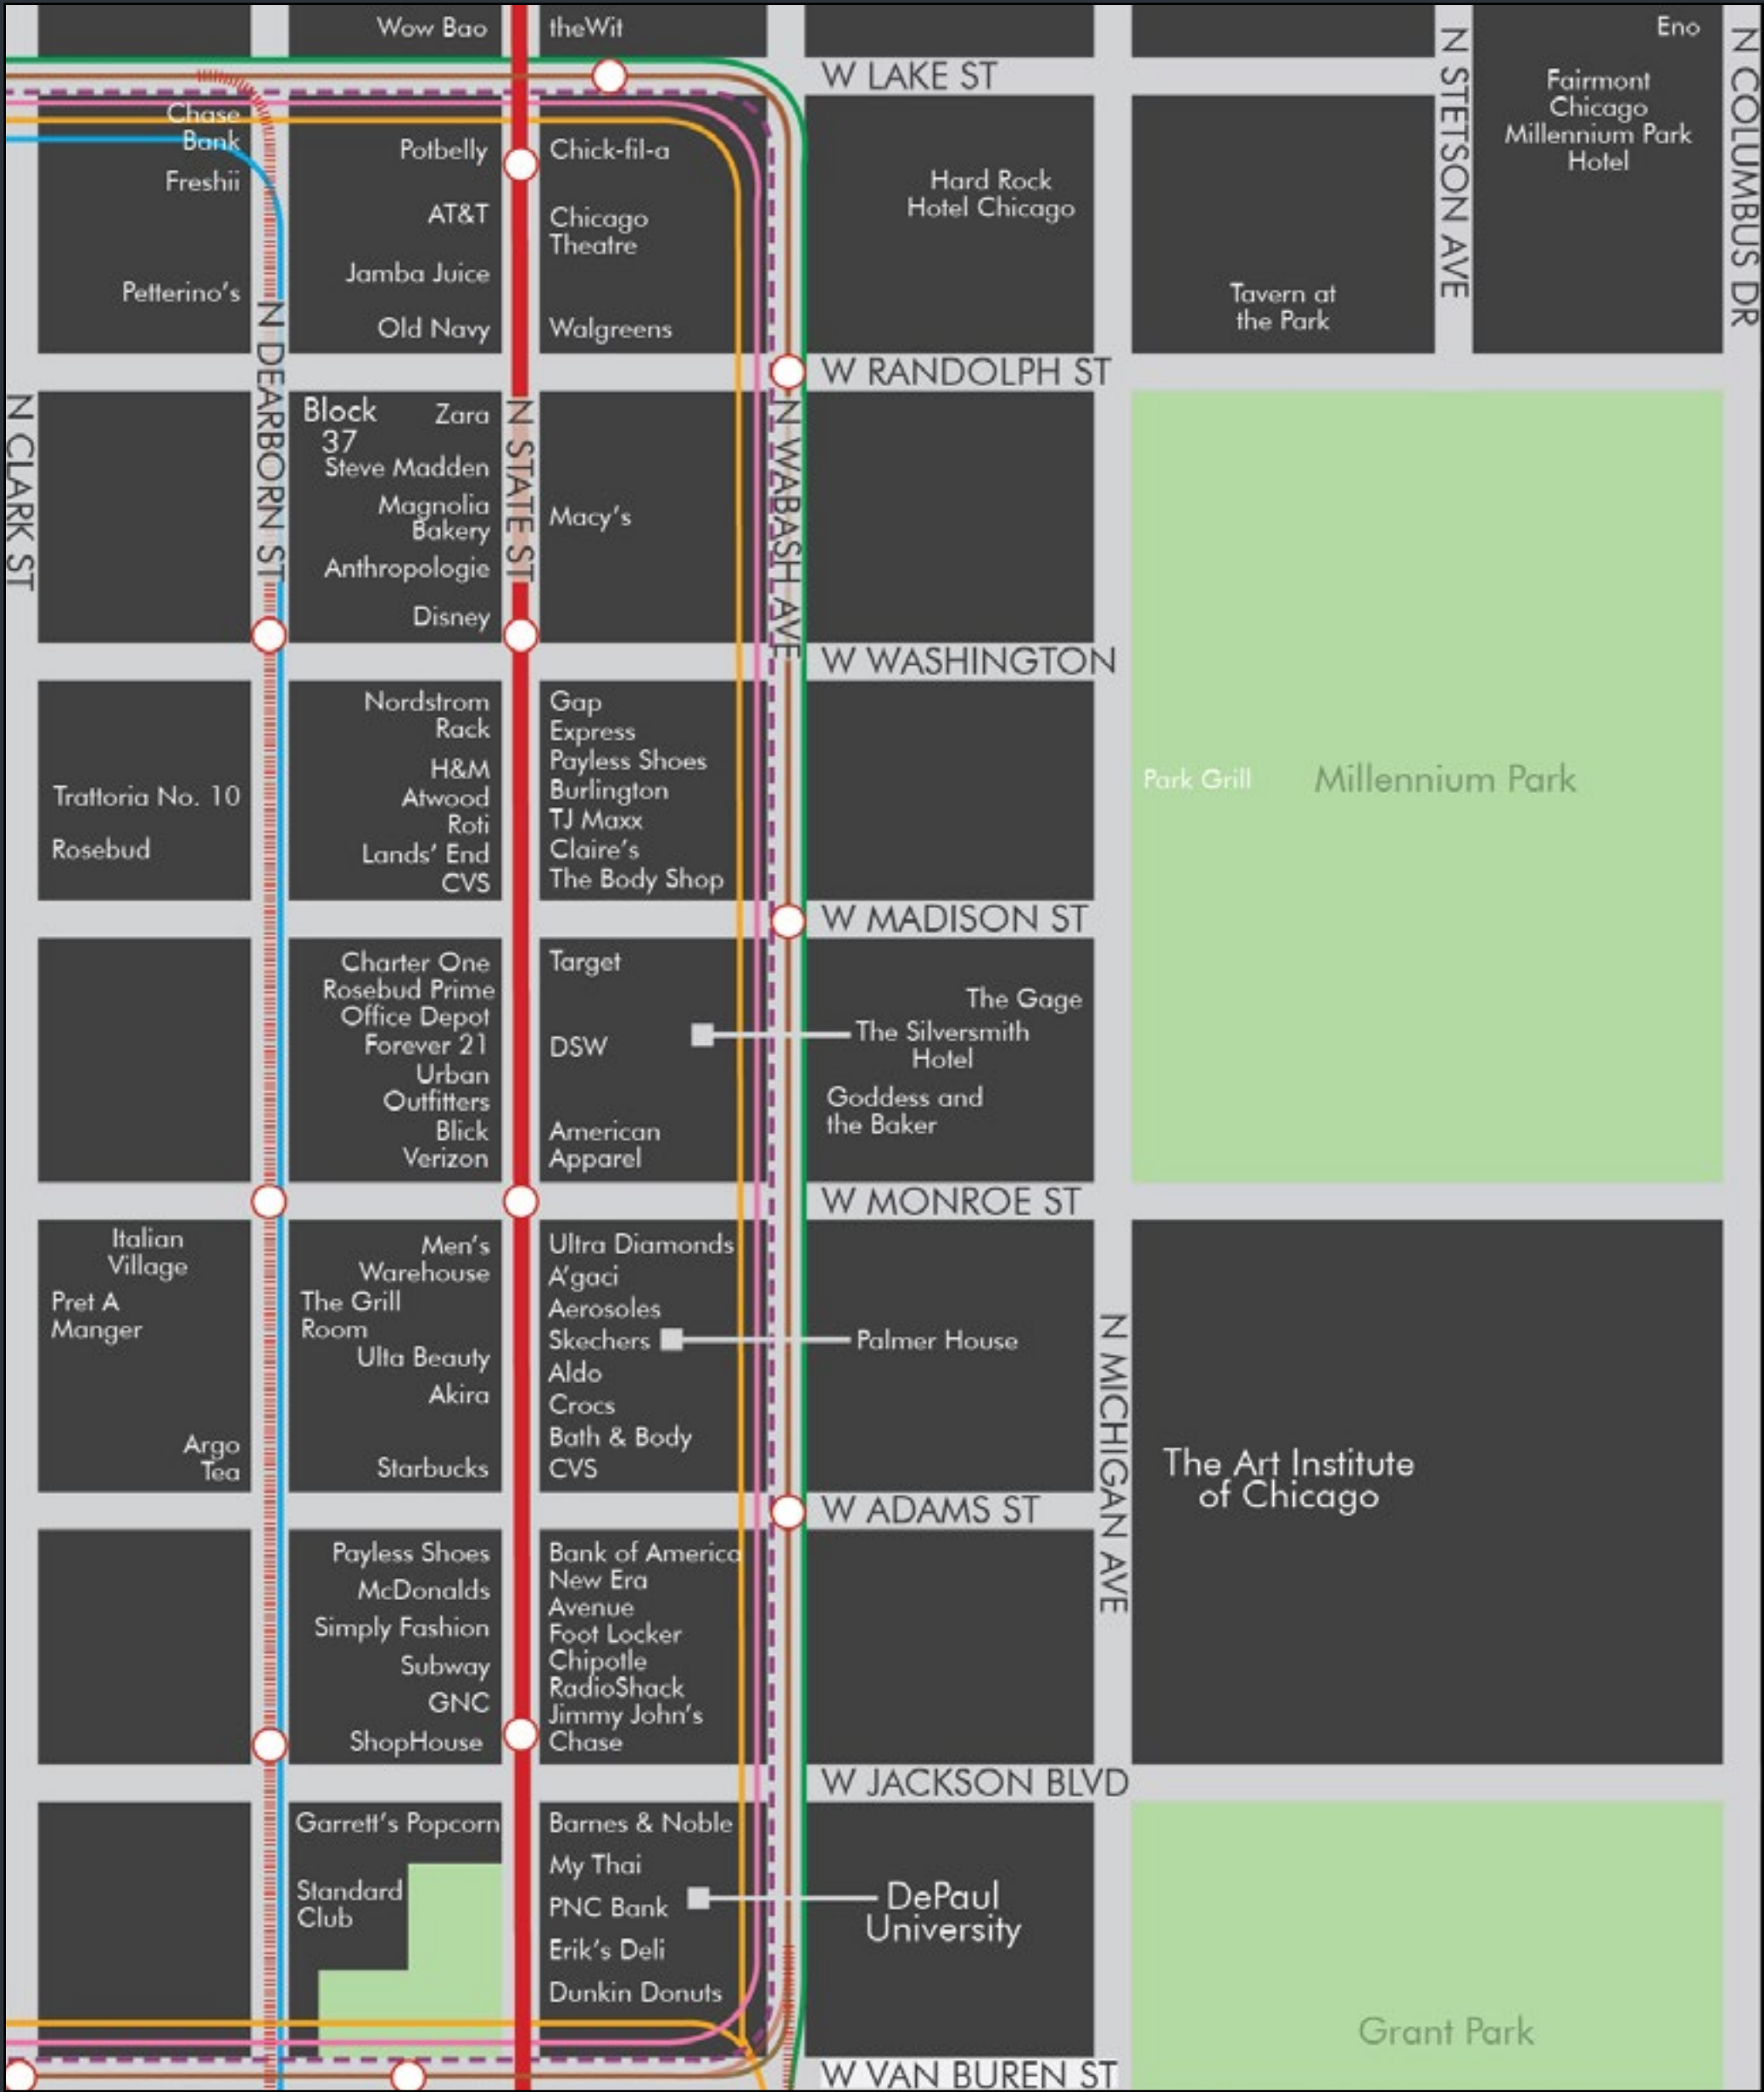 Wow Bao
theWit
Eno
W LAKE ST
N STETSON AVE
N COLUMBUS DR
Fairmont
Chicago
Millennium Park
Hotel
Chase
Bank
Freshii
Petterino's
Potbelly
AT&T
Jamba Juice
Old Navy
Chick-fil-a
Chicago
Theatre
Walgreens
Hard Rock
Hotel Chicago
Tavern at
the Park
W RANDOLPH ST
N CLARK ST
N DEARBORN ST
N STATE ST
N WABASH AVE
Block
37
Zara
Steve Madden
Magnolia
Bakery
Anthropologie
Disney
Macy's
W WASHINGTON
Trattoria No. 10
Rosebud
Nordstrom
Rack
H&M
Atwood
Roti
Lands' End
CVS
Gap
Express
Payless Shoes
Burlington
TJ Maxx
Claire's
The Body Shop
Park Grill
Millennium Park
W MADISON ST
Charter One
Rosebud Prime
Office Depot
Forever 21
Urban
Outfitters
Blick
Verizon
Target
DSW
American
Apparel
The Gage
The Silversmith
Hotel
Goddess and
the Baker
W MONROE ST
Italian
Village
Pret A
Manger
Argo
Tea
Men's
Warehouse
The Grill
Room
Ulta Beauty
Akira
Starbucks
Ultra Diamonds
A'gaci
Aerosoles
Skechers
Aldo
Crocs
Bath & Body
CVS
Palmer House
N MICHIGAN AVE
The Art Institute
of Chicago
W ADAMS ST
Payless Shoes
McDonalds
Simply Fashion
Subway
GNC
ShopHouse
Bank of America
New Era
Avenue
Foot Locker
Chipotle
RadioShack
Jimmy John's
Chase
W JACKSON BLVD
Garrett's Popcorn
Standard
Club
Barnes & Noble
My Thai
PNC Bank
Erik's Deli
Dunkin Donuts
DePaul
University
Grant Park
W VAN BUREN ST